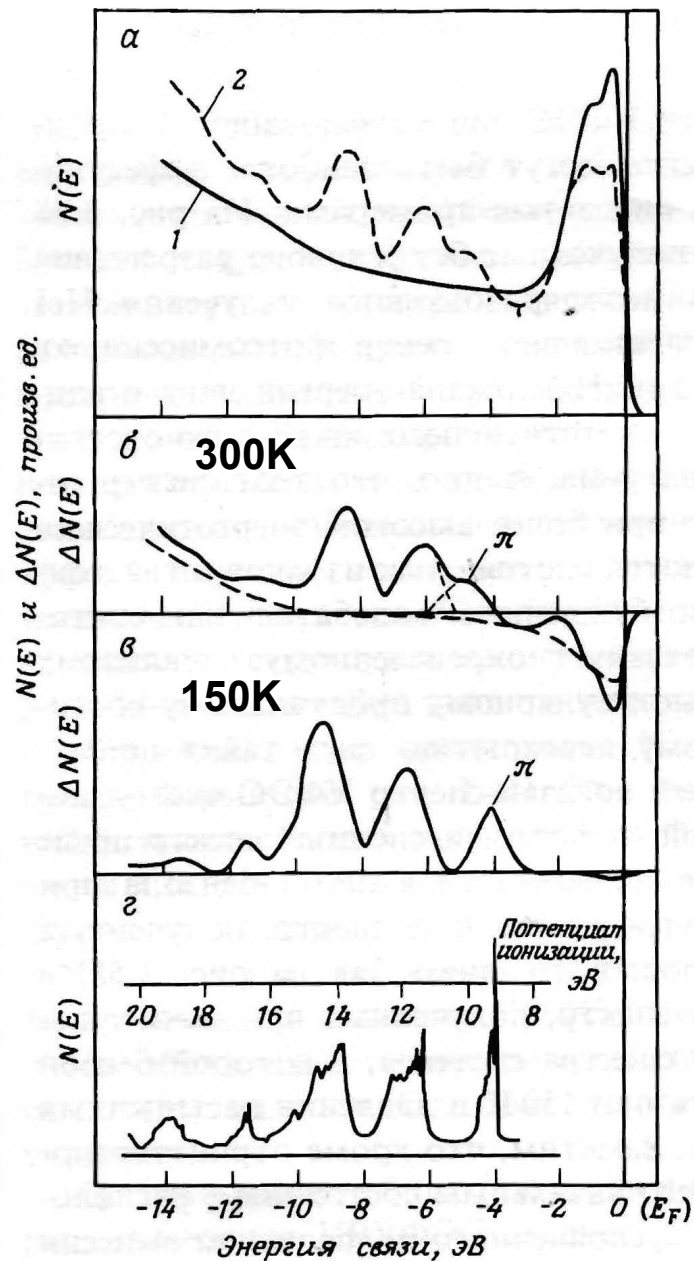 а
2
1
N(E)
N(E) и ΔN(E), произв. ед.
б
300K
ΔN(E)
π
в
150K
ΔN(E)
π
г
Потенциал
ионизации,
эВ
20 18 16 14 12 10 8
N(E)
-14 -12 -10 -8 -6 -4 -2 0 (E_F)
Энергия связи, эВ